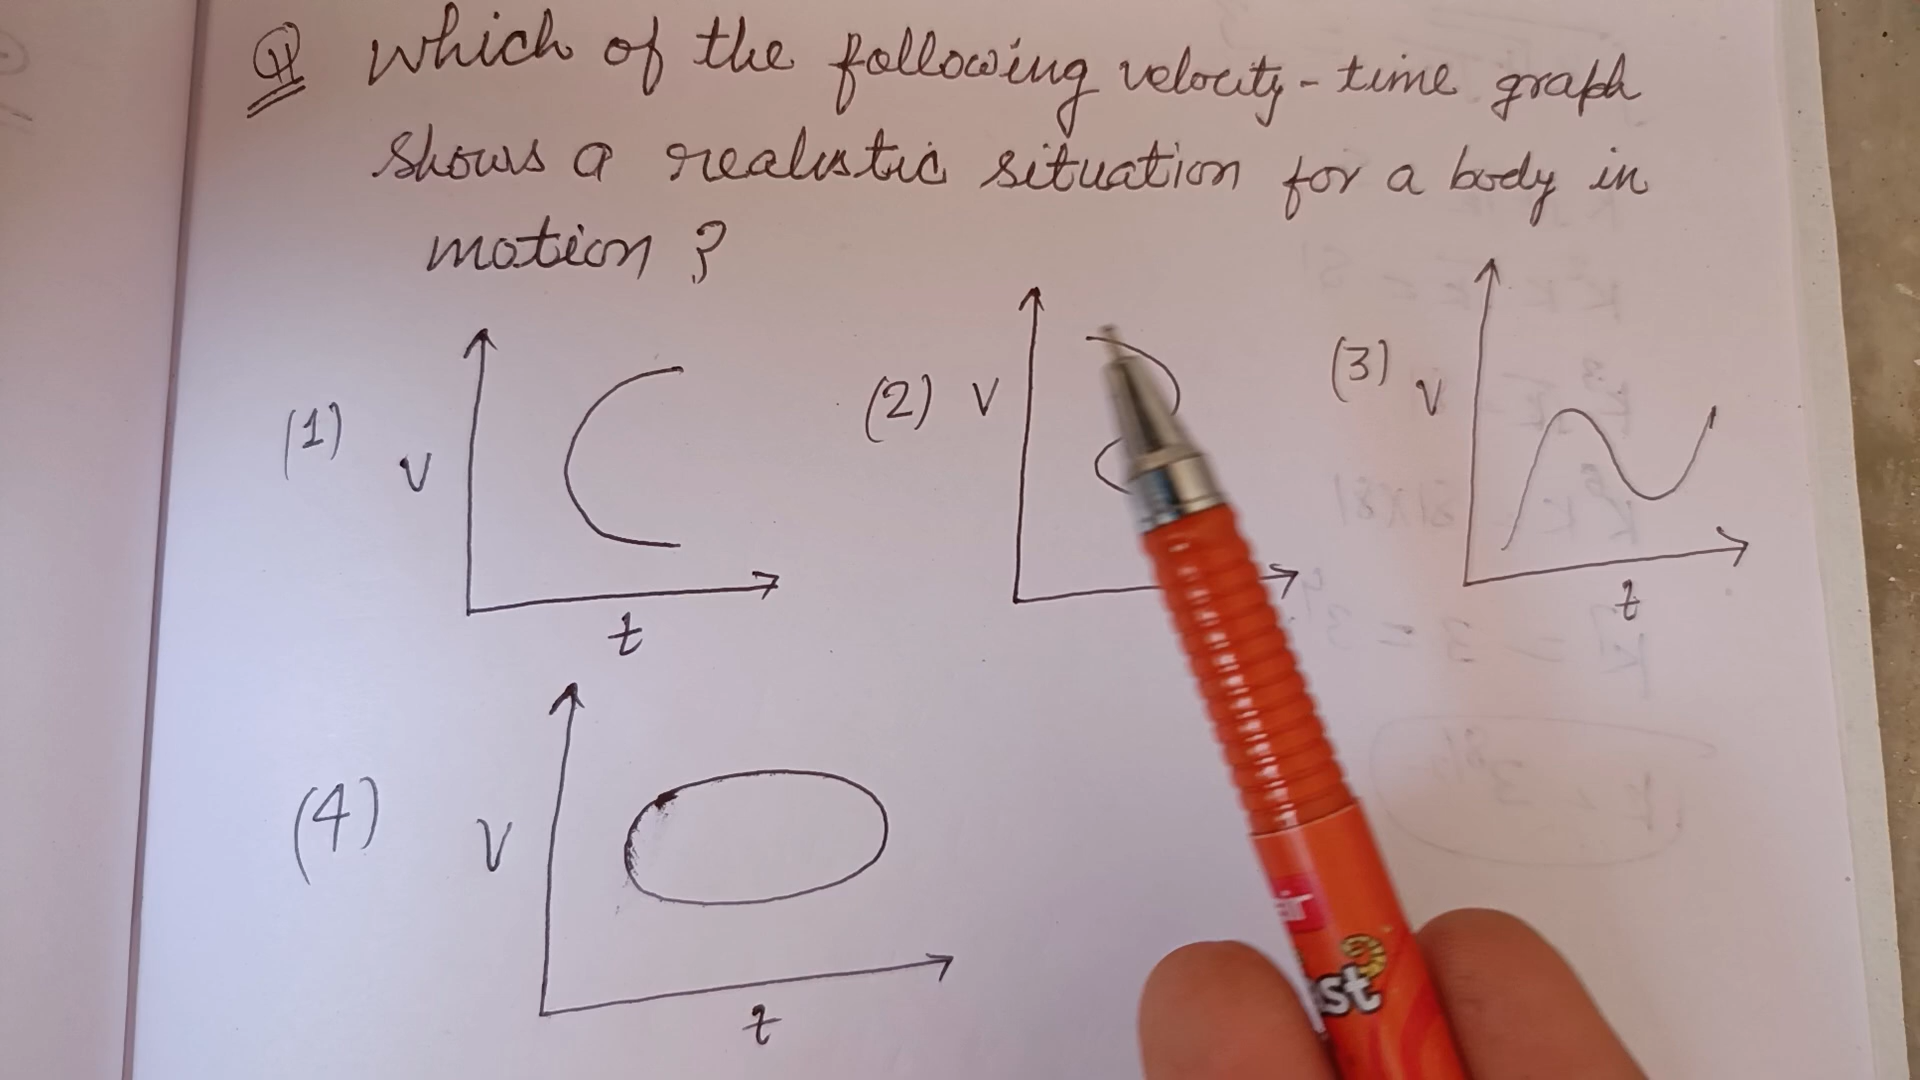 Q Which of the following velocity-time graph
shows a realistic situation for a body in
motion ?
(1) V t
(2) V
(3) V t
(4) V t